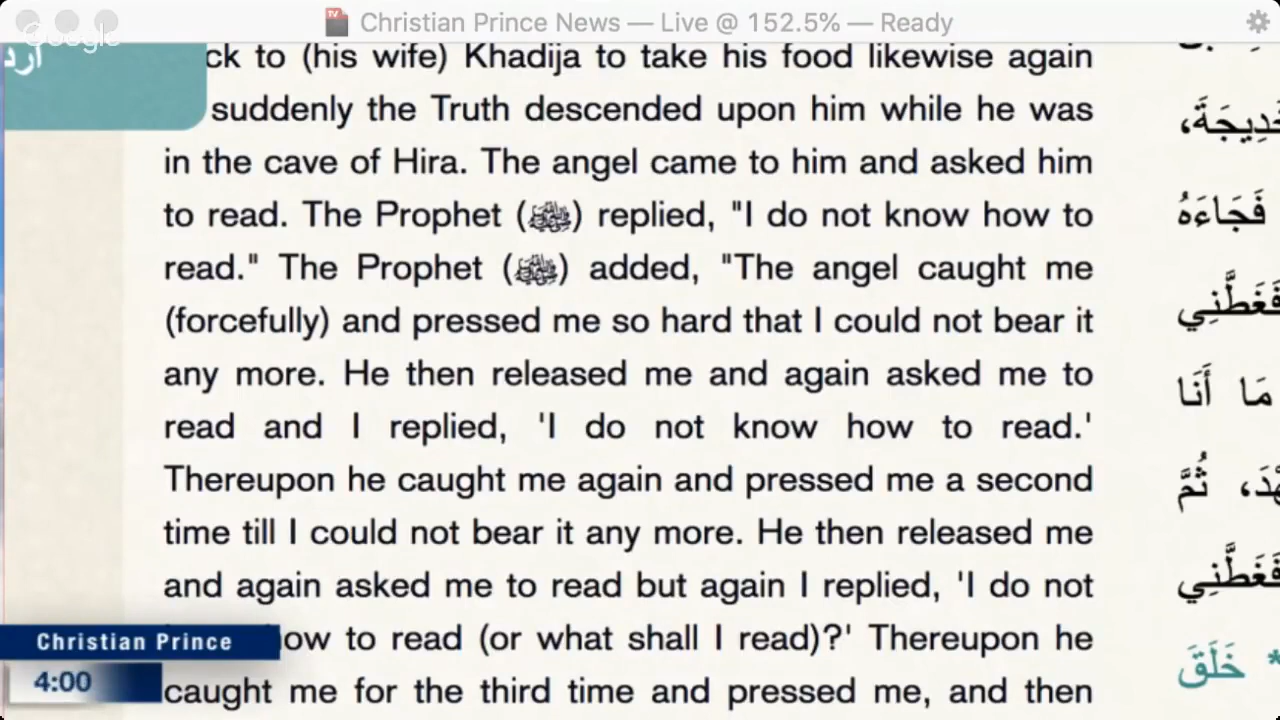 Christian Prince News — Live @ 152.5% — Ready
Google
ck to (his wife) Khadija to take his food likewise again
suddenly the Truth descended upon him while he was
in the cave of Hira. The angel came to him and asked him
to read. The Prophet (ﷺ) replied, "I do not know how to
read." The Prophet (ﷺ) added, "The angel caught me
(forcefully) and pressed me so hard that I could not bear it
any more. He then released me and again asked me to
read and I replied, 'I do not know how to read.'
Thereupon he caught me again and pressed me a second
time till I could not bear it any more. He then released me
and again asked me to read but again I replied, 'I do not
ow to read (or what shall I read)?' Thereupon he
caught me for the third time and pressed me, and then
فَجَاءَهُ
فَغَطَّنِي
مَا أَنَا
ثُمَّ
فَغَطَّنِي
خَلَقَ *
Christian Prince
4:00